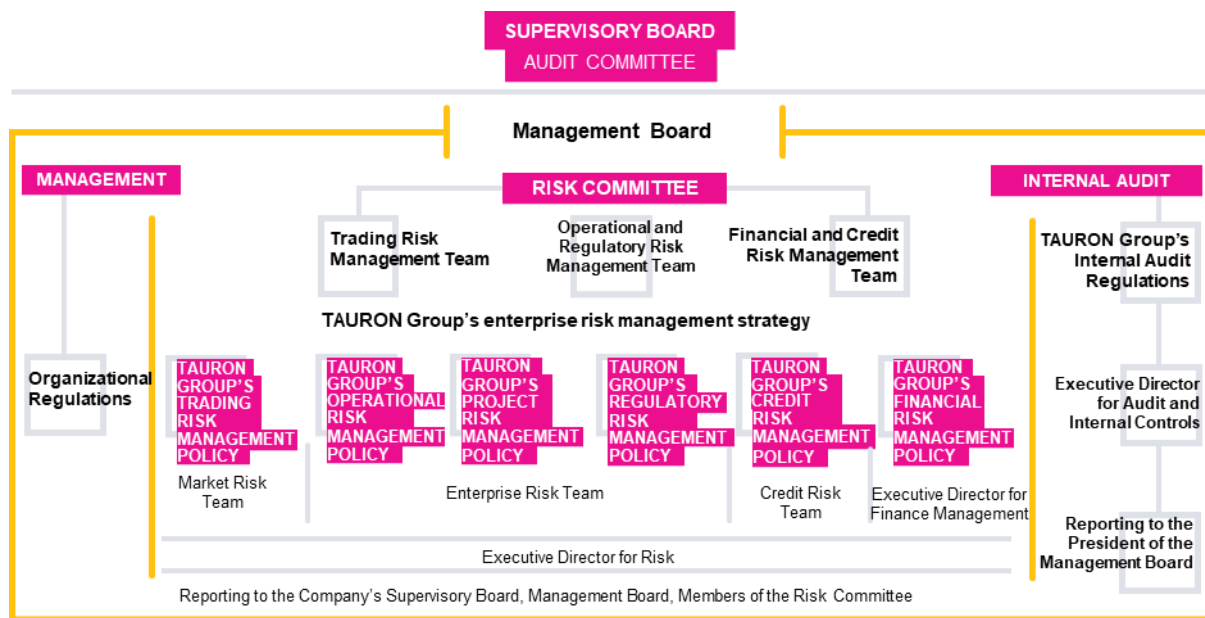 SUPERVISORY BOARD
AUDIT COMMITTEE
Management Board
MANAGEMENT
RISK COMMITTEE
INTERNAL AUDIT
Trading Risk
Management Team
Operational and
Regulatory Risk
Management Team
Financial and Credit
Risk Management
Team
TAURON Group's
Internal Audit
Regulations
TAURON Group's enterprise risk management strategy
Organizational
Regulations
TAURON
GROUP'S
TRADING
RISK
MANAGEMENT
POLICY
TAURON
GROUP'S
OPERATIONAL
RISK
MANAGEMENT
POLICY
TAURON
GROUP'S
PROJECT
RISK
MANAGEMENT
POLICY
TAURON
GROUP'S
REGULATORY
RISK
MANAGEMENT
POLICY
TAURON
GROUP'S
CREDIT
RISK
MANAGEMENT
POLICY
TAURON
GROUP'S
FINANCIAL
RISK
MANAGEMENT
POLICY
Executive Director
for Audit and
Internal Controls
Market Risk
Team
Enterprise Risk Team
Credit Risk
Team
Executive Director for
Finance Management
Reporting to the
President of the
Management Board
Executive Director for Risk
Reporting to the Company's Supervisory Board, Management Board, Members of the Risk Committee